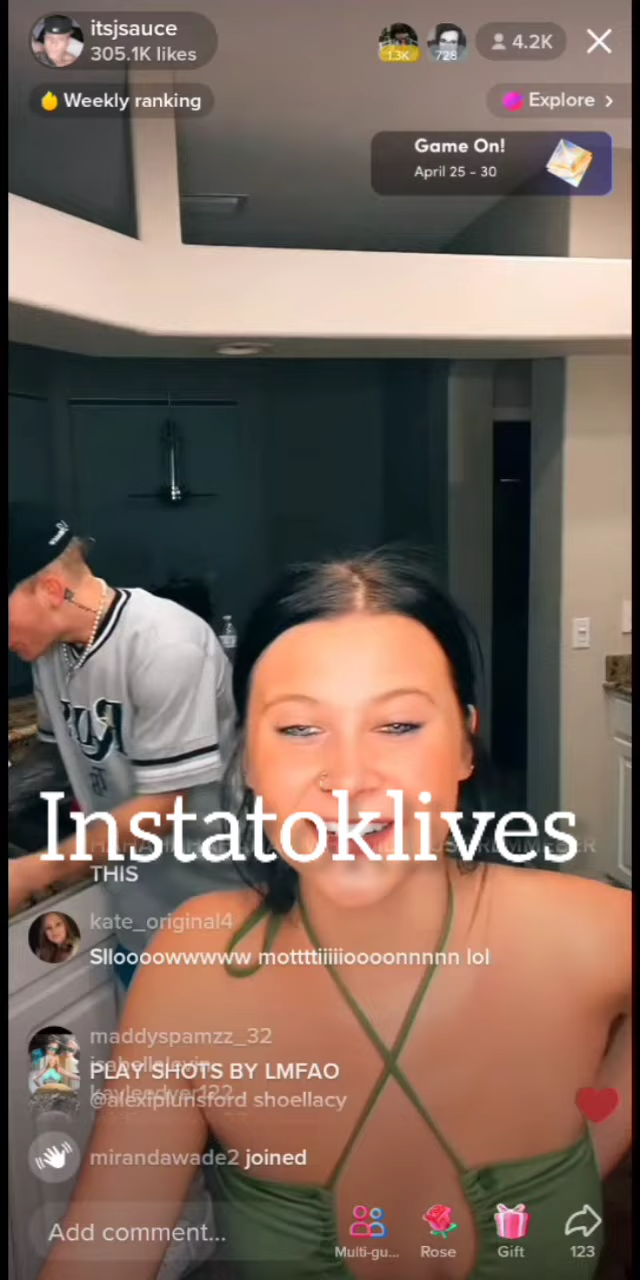 itsjsauce
305.1K likes
1.3K
728
4.2K
Weekly ranking
Explore >
Game On!
April 25 - 30
Instatoklives
THIS
kate_original4
Slloooowwwww mottttiiiiioooonnnnn lol
maddyspamzz_32
PLAY SHOTS BY LMFAO
@alexiplunsford shoellacy
mirandawade2 joined
Add comment...
Multi-gu...
Rose
Gift
123